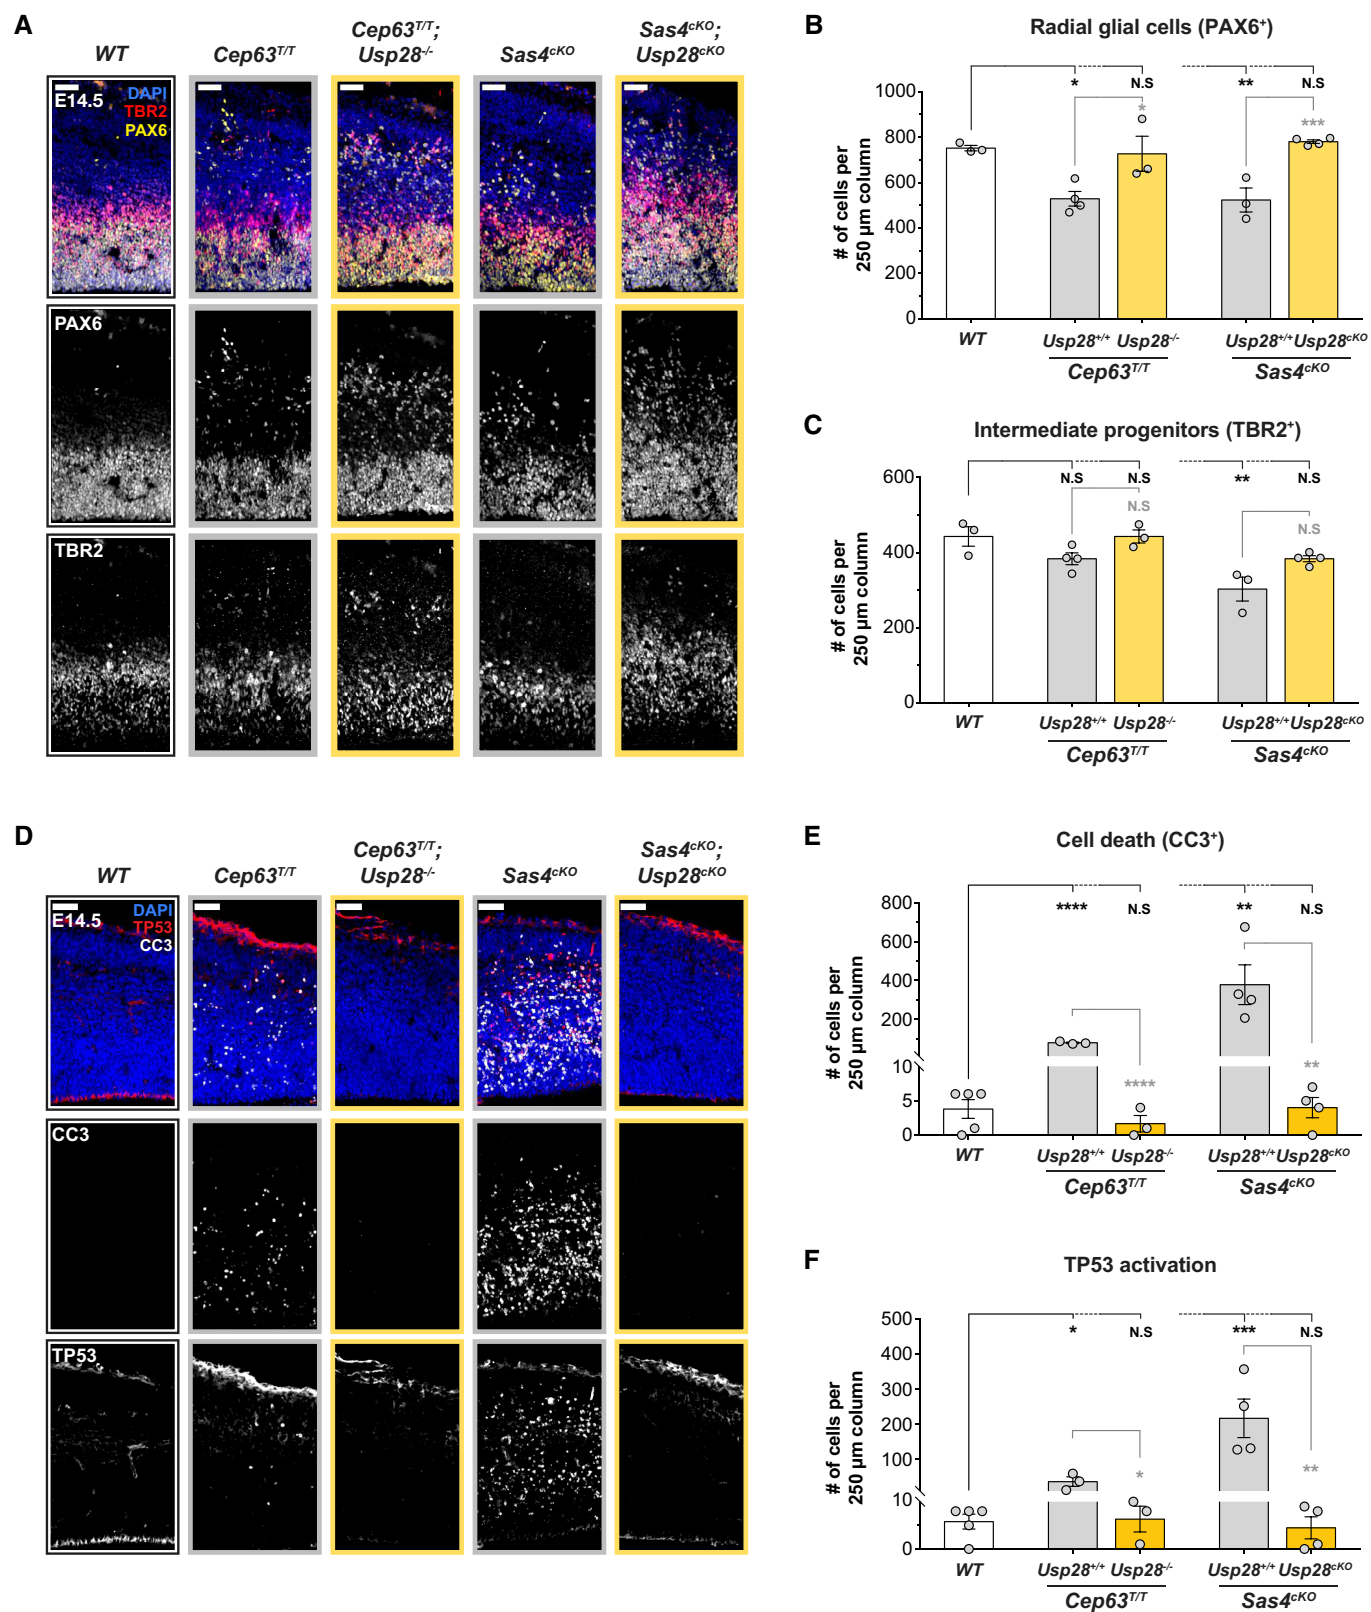 A
WT
Cep63T/T
Cep63T/T;
Usp28-/-
Sas4cKO
Sas4cKO;
Usp28cKO
E14.5
DAPI
TBR2
PAX6
PAX6
TBR2
B
Radial glial cells (PAX6+)
# of cells per
250 µm column
1000
800
600
400
200
0
* N.S ** N.S
* ***
WT
Usp28+/+ Usp28-/-
Cep63T/T
Usp28+/+ Usp28cKO
Sas4cKO
C
Intermediate progenitors (TBR2+)
# of cells per
250 µm column
600
400
200
0
N.S N.S ** N.S
N.S N.S
WT
Usp28+/+ Usp28-/-
Cep63T/T
Usp28+/+ Usp28cKO
Sas4cKO
D
WT
Cep63T/T
Cep63T/T;
Usp28-/-
Sas4cKO
Sas4cKO;
Usp28cKO
E14.5
DAPI
TP53
CC3
CC3
TP53
E
Cell death (CC3+)
# of cells per
250 µm column
800
600
400
200
10
5
0
**** N.S ** N.S
**** **
WT
Usp28+/+ Usp28-/-
Cep63T/T
Usp28+/+ Usp28cKO
Sas4cKO
F
TP53 activation
# of cells per
250 µm column
500
400
300
200
100
10
0
* N.S *** N.S
* **
WT
Usp28+/+ Usp28-/-
Cep63T/T
Usp28+/+ Usp28cKO
Sas4cKO